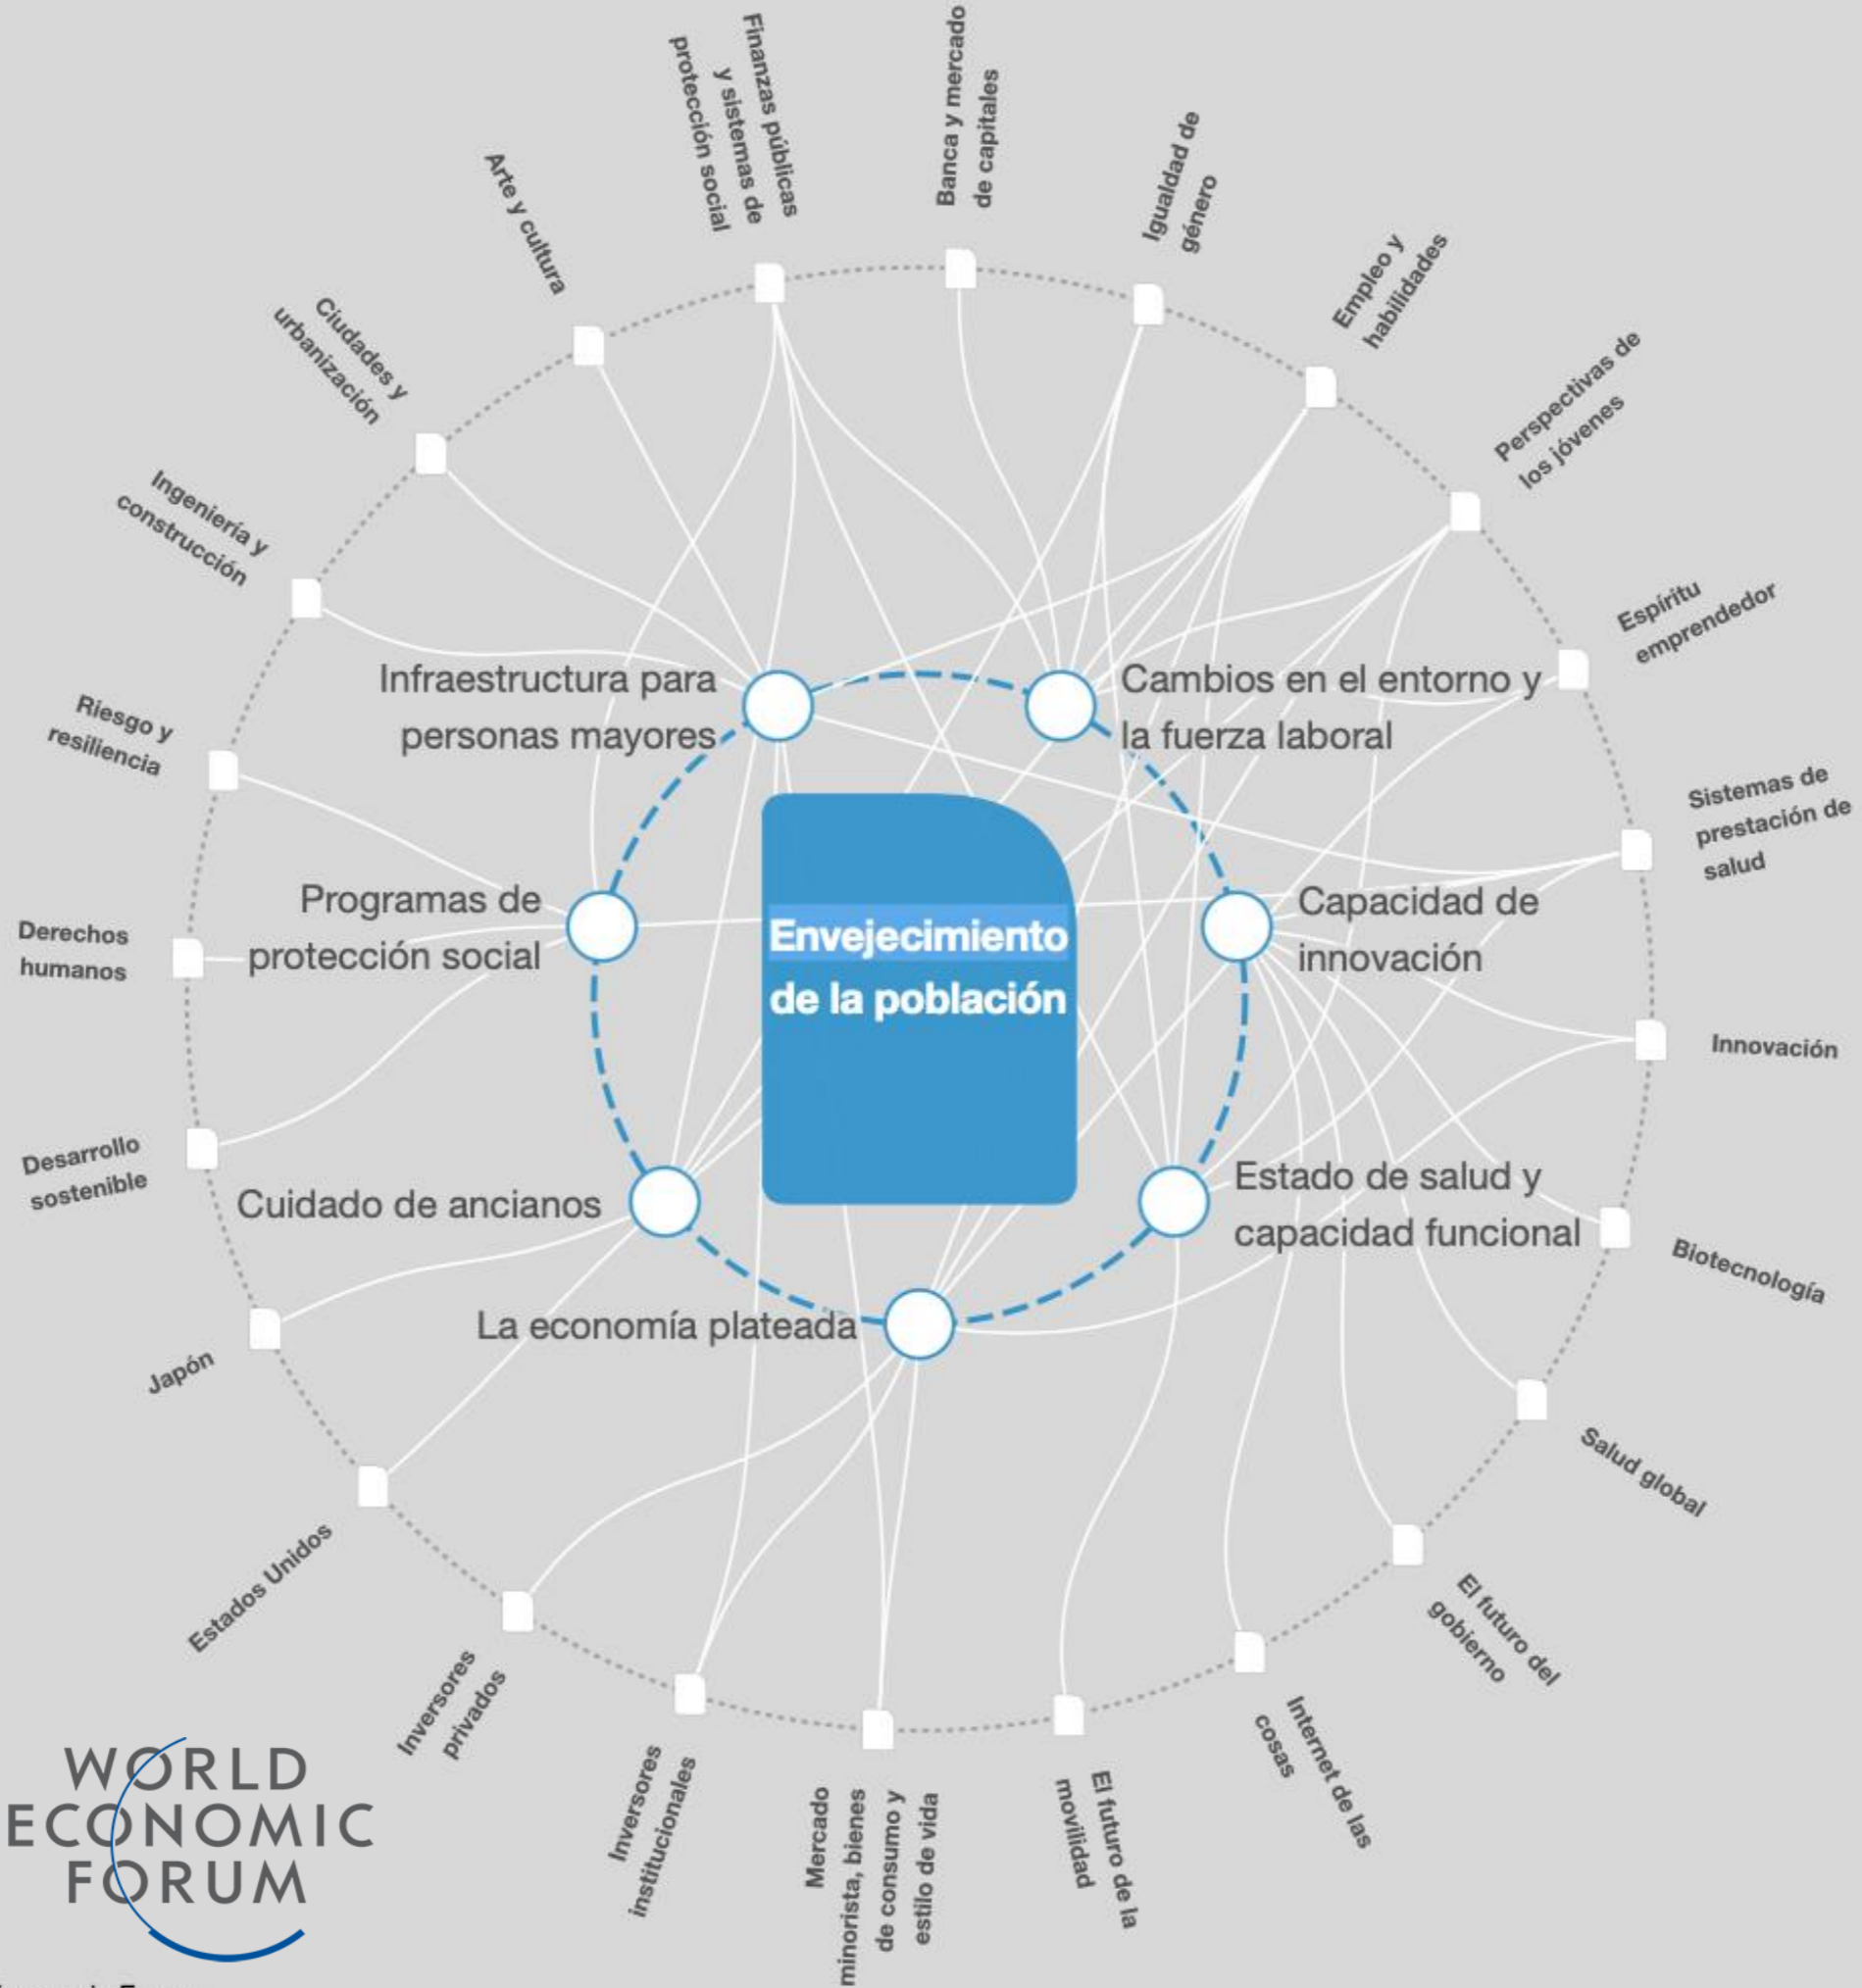 Finanzas públicas
y sistemas de
protección social
Banca y mercado
de capitales
Igualdad de
género
Empleo y
habilidades
Perspectivas de
los jóvenes
Espíritu
emprendedor
Sistemas de
prestación de
salud
Innovación
Biotecnología
Salud global
El futuro del
gobierno
Internet de las
cosas
El futuro de la
movilidad
Mercado
minorista, bienes
de consumo y
estilo de vida
Inversores
institucionales
Inversores
privados
Estados Unidos
Japón
Desarrollo
sostenible
Derechos
humanos
Riesgo y
resiliencia
Ingeniería y
construcción
Ciudades y
urbanización
Arte y cultura
Infraestructura para
personas mayores
Cambios en el entorno y
la fuerza laboral
Programas de
protección social
Capacidad de
innovación
Envejecimiento
de la población
Cuidado de ancianos
Estado de salud y
capacidad funcional
La economía plateada
WORLD
ECONOMIC
FORUM